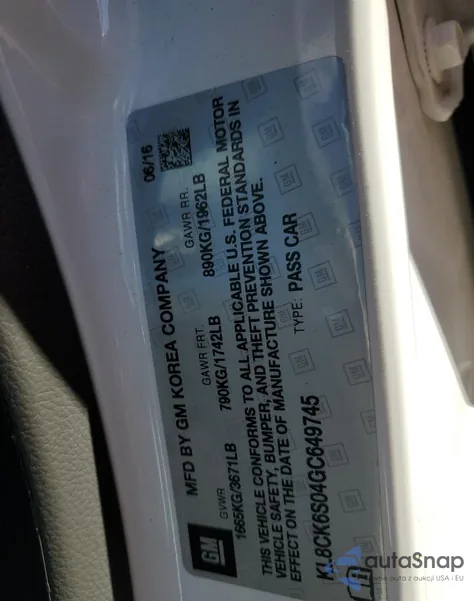 GM
MFD BY GM KOREA COMPANY
06/16
GVWR
GAWR FRT.
GAWR RR.
1665KG/3671LB
790KG/1742LB
890KG/1962LB
THIS VEHICLE CONFORMS TO ALL APPLICABLE U.S. FEDERAL MOTOR
VEHICLE SAFETY, BUMPER, AND THEFT PREVENTION STANDARDS IN
EFFECT ON THE DATE OF MANUFACTURE SHOWN ABOVE.
TYPE: PASS CAR
KL8CK6S04GC649745
autoSnap